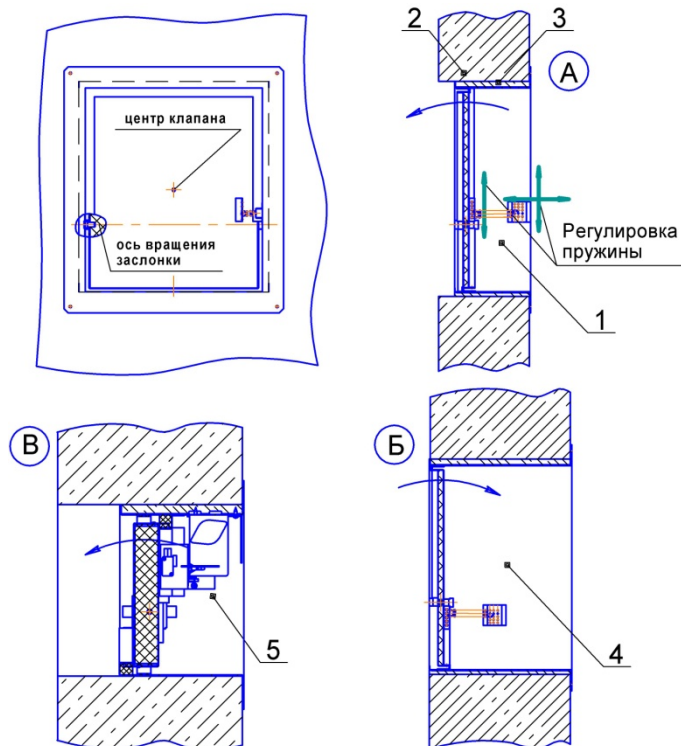 2
3
А
центр клапана
ось вращения
заслонки
Регулировка
пружины
1
В
Б
5
4